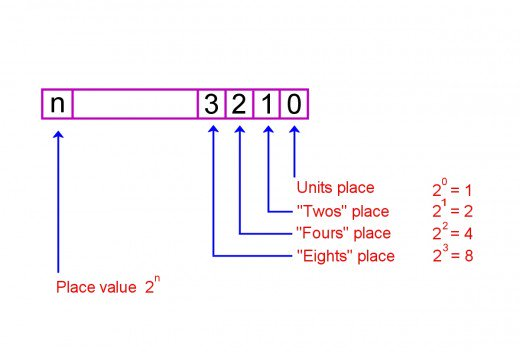 n 3 2 1 0
Units place 2⁰ = 1
"Twos" place 2¹ = 2
"Fours" place 2² = 4
"Eights" place 2³ = 8
Place value 2ⁿ